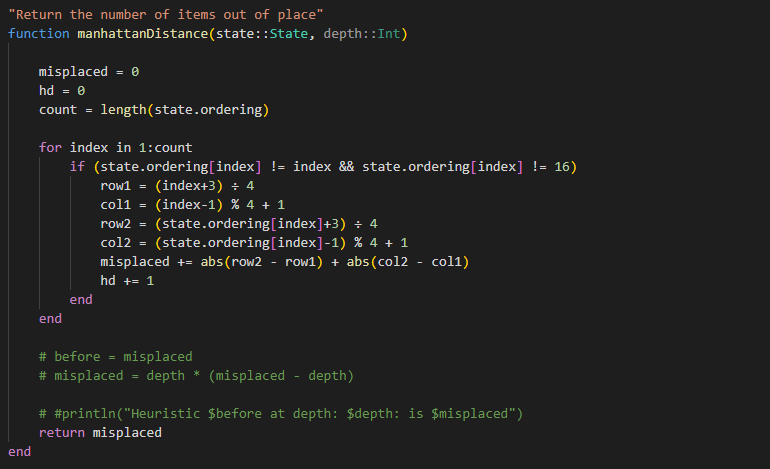 "Return the number of items out of place"
function manhattanDistance(state::State, depth::Int)
misplaced = 0
hd = 0
count = length(state.ordering)
for index in 1:count
if (state.ordering[index] != index && state.ordering[index] != 16)
row1 = (index+3) ÷ 4
col1 = (index-1) % 4 + 1
row2 = (state.ordering[index]+3) ÷ 4
col2 = (state.ordering[index]-1) % 4 + 1
misplaced += abs(row2 - row1) + abs(col2 - col1)
hd += 1
end
end
# before = misplaced
# misplaced = depth * (misplaced - depth)
# #println("Heuristic $before at depth: $depth: is $misplaced")
return misplaced
end